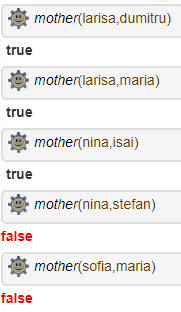 mother(larisa,dumitru)
true
mother(larisa,maria)
true
mother(nina,isai)
true
mother(nina,stefan)
false
mother(sofia,maria)
false